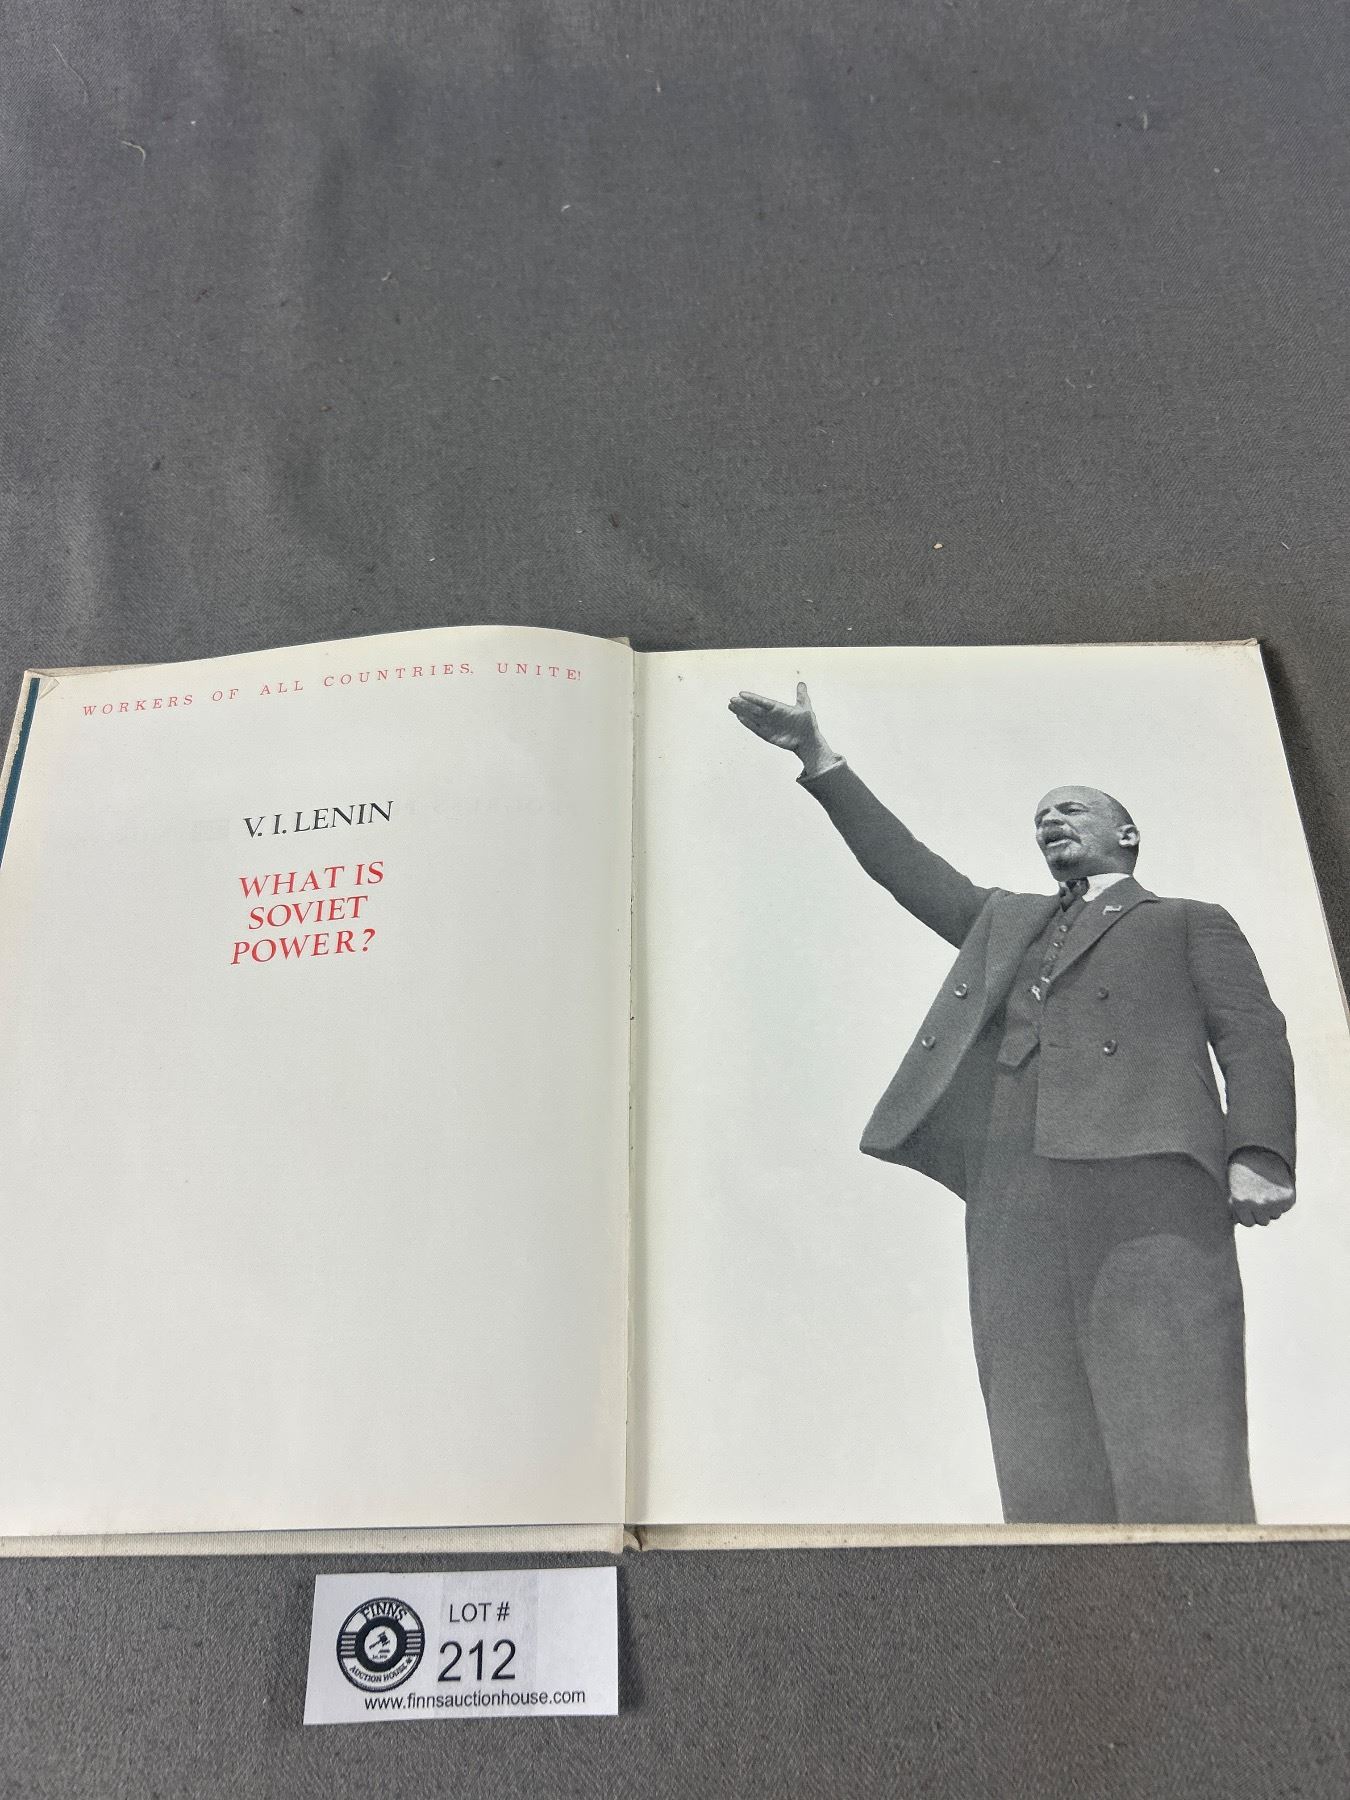 WORKERS OF ALL COUNTRIES, UNITE!
V. I. LENIN
WHAT IS
SOVIET
POWER?
FINNS
AUCTION HOUSE
LOT #
212
www.finnsauctionhouse.com